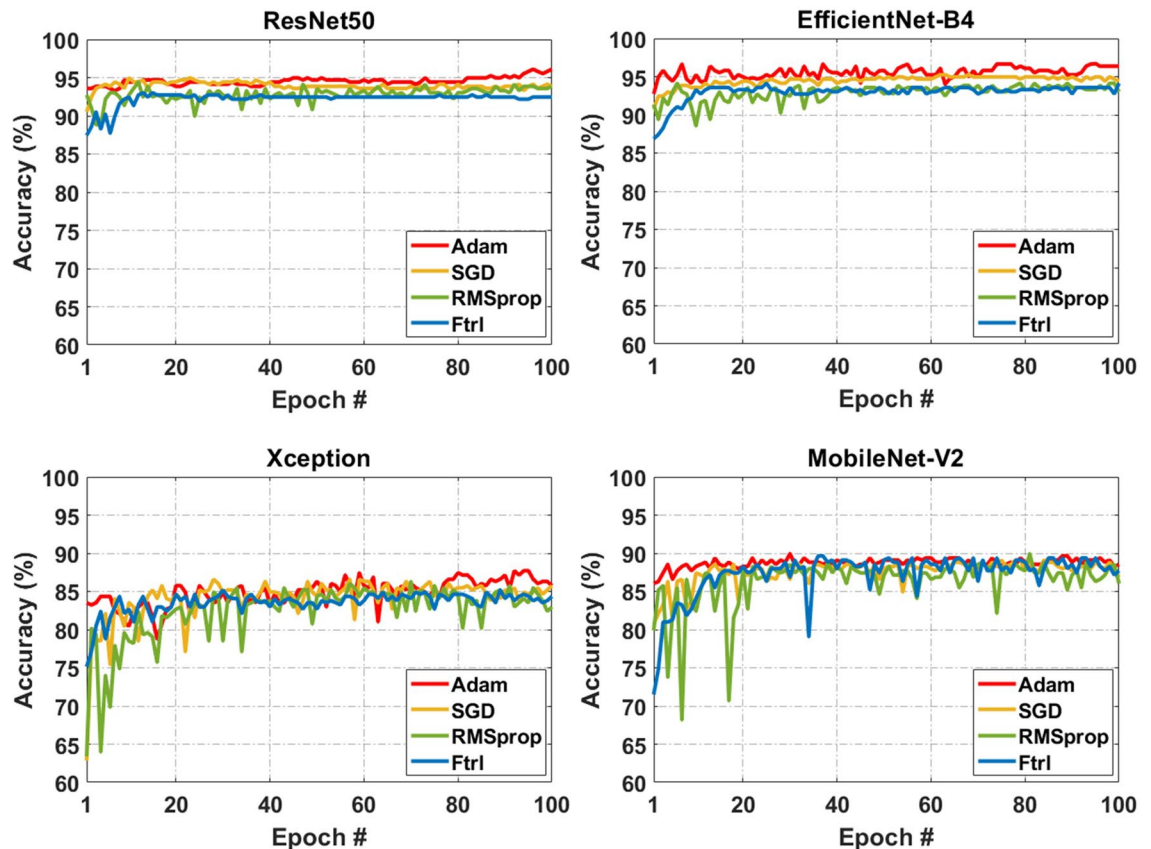 ResNet50
100
95
90
85
80
75
70
65
60
Accuracy (%)
Adam
SGD
RMSprop
Ftrl
1 20 40 60 80 100
Epoch #
EfficientNet-B4
100
95
90
85
80
75
70
65
60
Accuracy (%)
Adam
SGD
RMSprop
Ftrl
1 20 40 60 80 100
Epoch #
Xception
100
95
90
85
80
75
70
65
60
Accuracy (%)
Adam
SGD
RMSprop
Ftrl
1 20 40 60 80 100
Epoch #
MobileNet-V2
100
95
90
85
80
75
70
65
60
Accuracy (%)
Adam
SGD
RMSprop
Ftrl
1 20 40 60 80 100
Epoch #